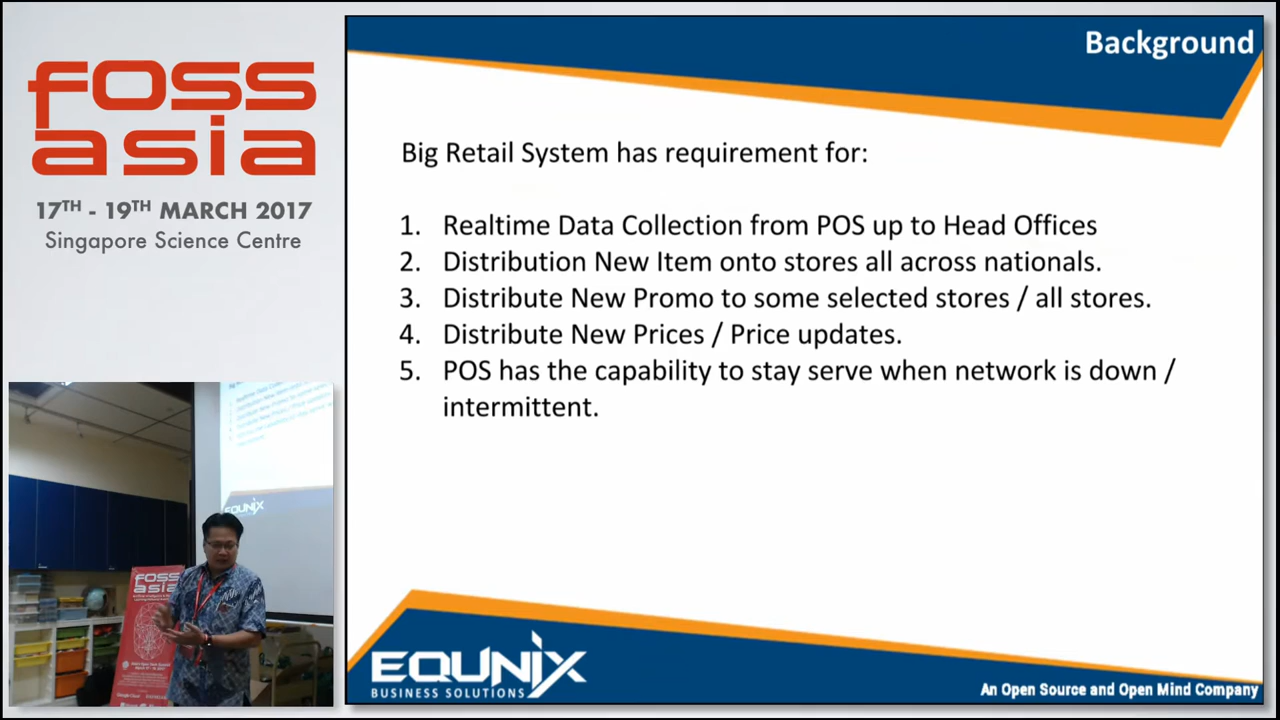 foss
asia
17TH - 19TH MARCH 2017
Singapore Science Centre
Background
Big Retail System has requirement for:
1. Realtime Data Collection from POS up to Head Offices
2. Distribution New Item onto stores all across nationals.
3. Distribute New Promo to some selected stores / all stores.
4. Distribute New Prices / Price updates.
5. POS has the capability to stay serve when network is down /
intermittent.
EQUNIX
BUSINESS SOLUTIONS
An Open Source and Open Mind Company
EQUNIX
foss
asia